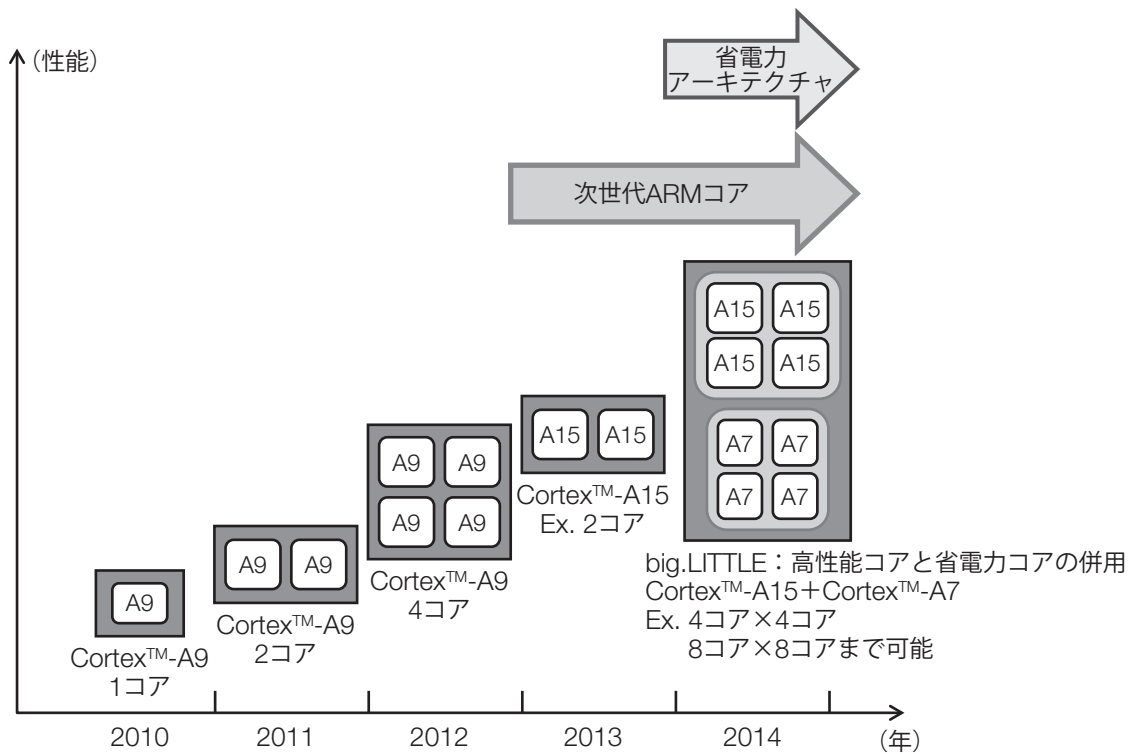 （性能）
省電力
アーキテクチャ
次世代ARMコア
A9
Cortex™-A9
1コア
A9 A9
Cortex™-A9
2コア
A9 A9
A9 A9
Cortex™-A9
4コア
A15 A15
Cortex™-A15
Ex. 2コア
A15 A15
A15 A15
A7 A7
A7 A7
big.LITTLE：高性能コアと省電力コアの併用
Cortex™-A15＋Cortex™-A7
Ex. 4コア×4コア
8コア×8コアまで可能
2010 2011 2012 2013 2014 （年）